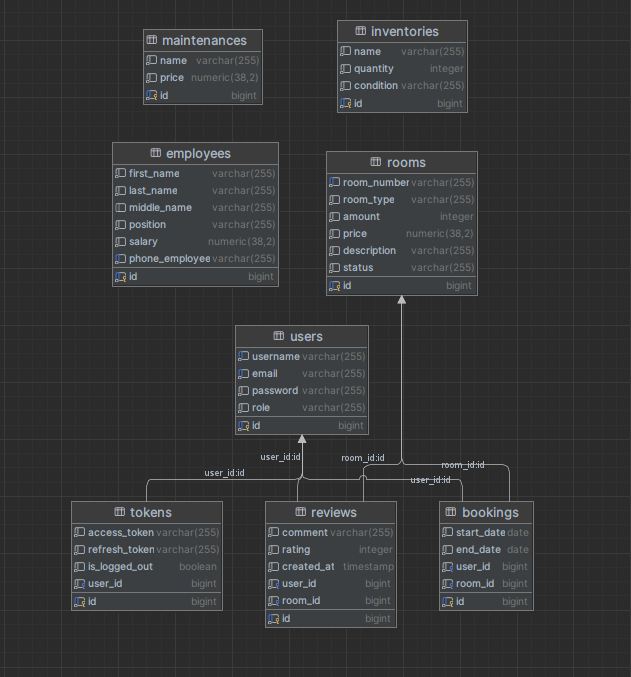 maintenances
name varchar(255)
price numeric(38,2)
id bigint
inventories
name varchar(255)
quantity integer
condition varchar(255)
id bigint
employees
first_name varchar(255)
last_name varchar(255)
middle_name varchar(255)
position varchar(255)
salary numeric(38,2)
phone_employee varchar(255)
id bigint
rooms
room_number varchar(255)
room_type varchar(255)
amount integer
price numeric(38,2)
description varchar(255)
status varchar(255)
id bigint
users
username varchar(255)
email varchar(255)
password varchar(255)
role varchar(255)
id bigint
user_id:id
room_id:id
room_id:id
user_id:id
user_id:id
tokens
access_token varchar(255)
refresh_token varchar(255)
is_logged_out boolean
user_id bigint
id bigint
reviews
comment varchar(255)
rating integer
created_at timestamp
user_id bigint
room_id bigint
id bigint
bookings
start_date date
end_date date
user_id bigint
room_id bigint
id bigint